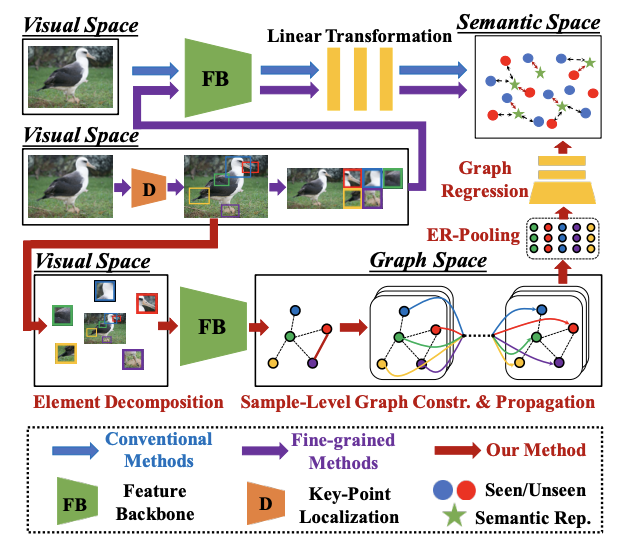 Visual Space
Semantic Space
Linear Transformation
FB
Visual Space
D
Graph
Regression
ER-Pooling
Visual Space
Graph Space
FB
Element Decomposition
Sample-Level Graph Constr. & Propagation
Conventional
Methods
Fine-grained
Methods
Our Method
FB
Feature
Backbone
D
Key-Point
Localization
Seen/Unseen
Semantic Rep.